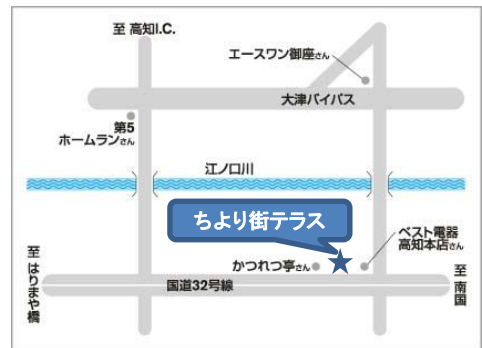 至 高知I.C.
エースワン御座さん
大津バイパス
第5
ホームランさん
江ノ口川
ちより街テラス
ベスト電器
高知本店さん
かつれつ亭さん
至 はりまや橋
国道32号線
至 南国